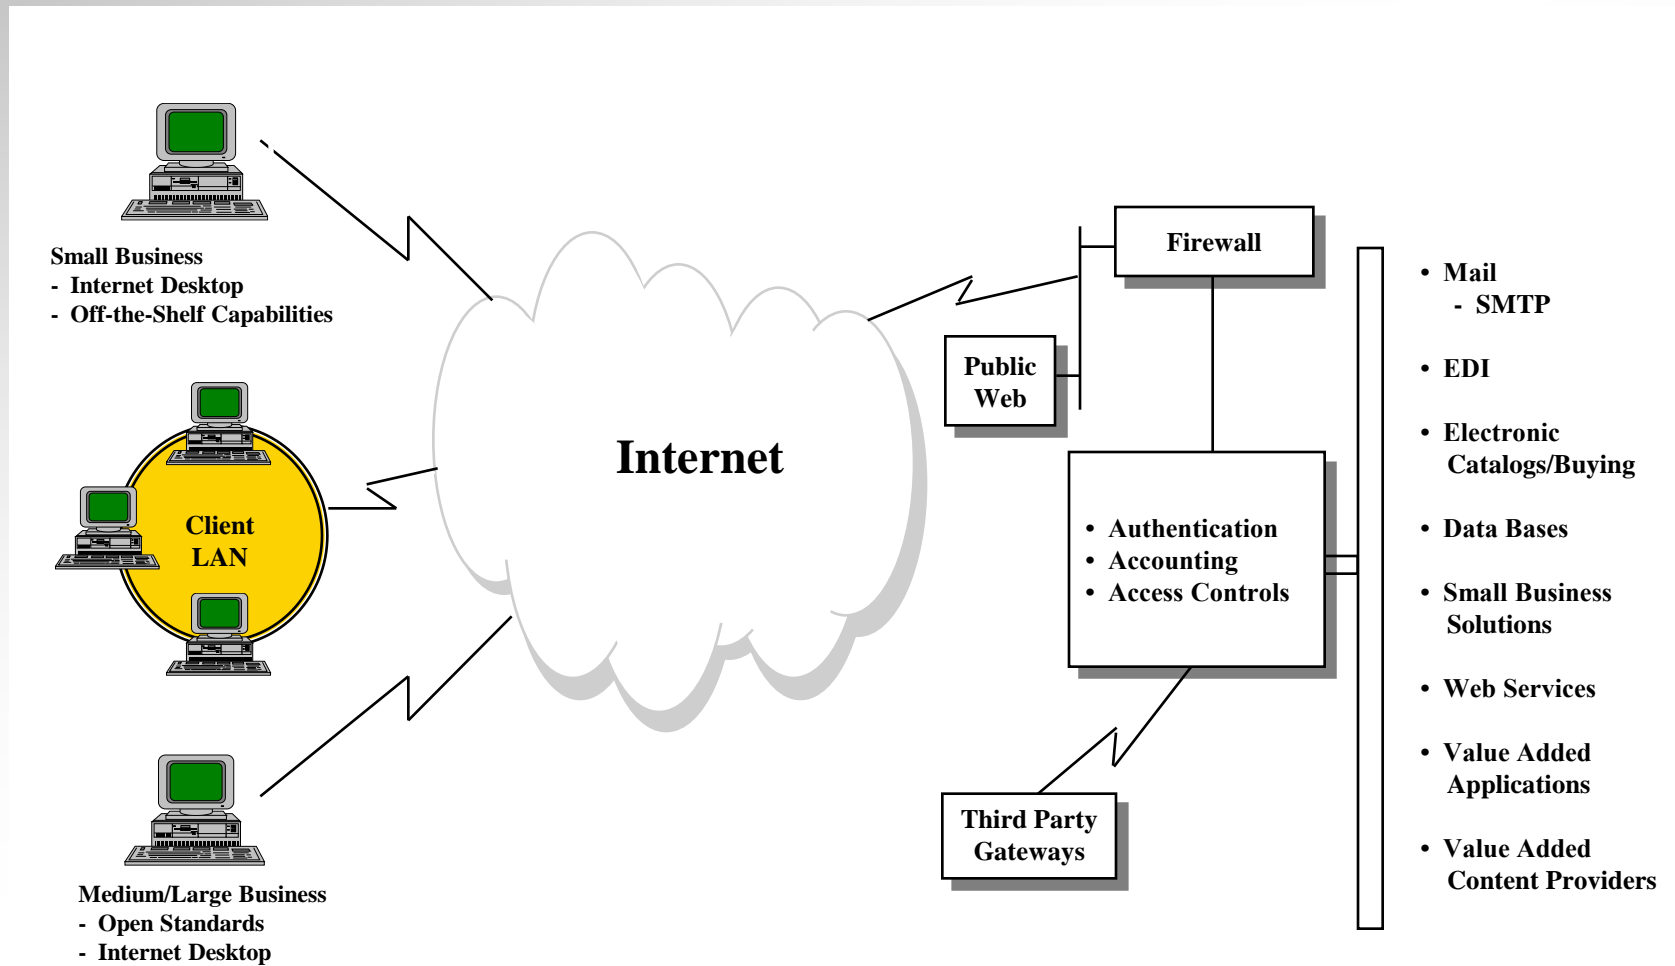 Small Business
- Internet Desktop
- Off-the-Shelf Capabilities
Client
LAN
Medium/Large Business
- Open Standards
- Internet Desktop
Internet
Firewall
Public
Web
• Authentication
• Accounting
• Access Controls
Third Party
Gateways
• Mail
- SMTP
• EDI
• Electronic
Catalogs/Buying
• Data Bases
• Small Business
Solutions
• Web Services
• Value Added
Applications
• Value Added
Content Providers